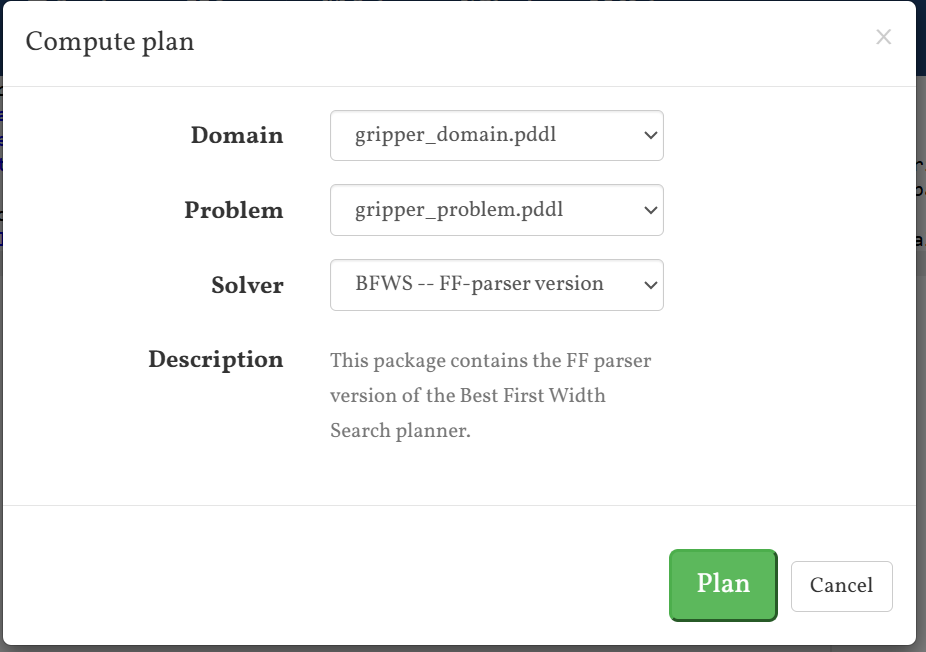 Compute plan ×
Domain gripper_domain.pddl
Problem gripper_problem.pddl
Solver BFWS -- FF-parser version
Description This package contains the FF parser
version of the Best First Width
Search planner.
Plan Cancel